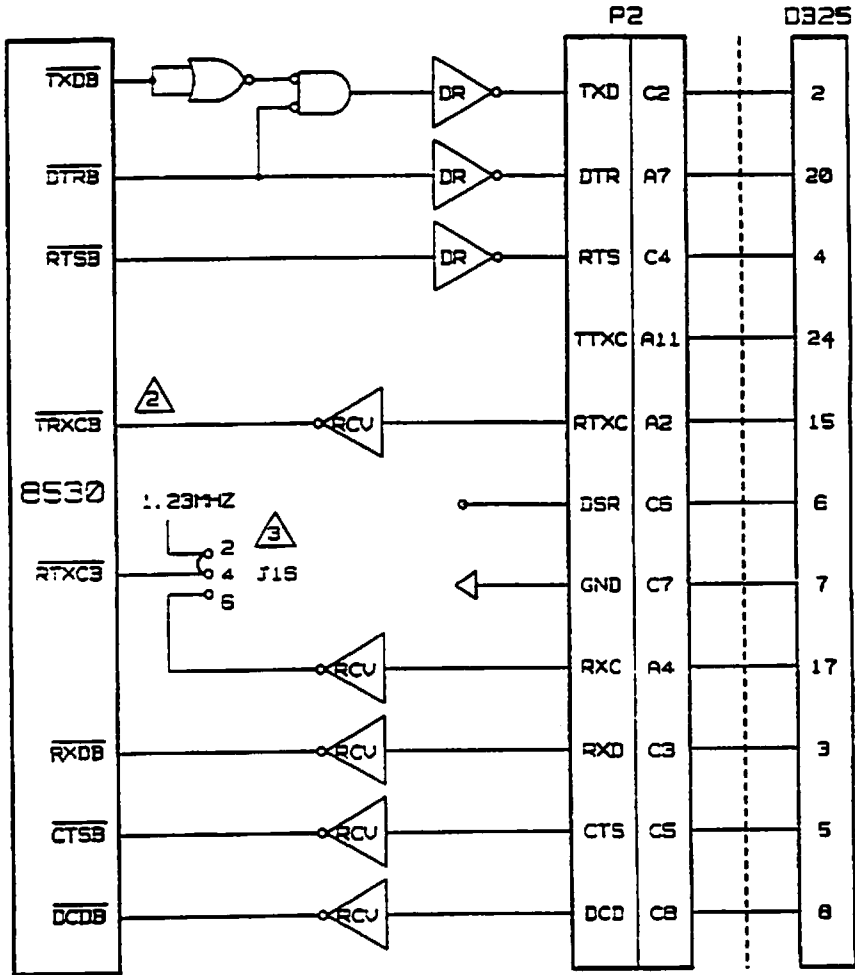 P2 DB25
TXDB DR TXD C2 2
DTRB DR DTR A7 20
RTSB DR RTS C4 4
TTXC A11 24
2
TRXCB RCV RTXC A2 15
8530
1.23MHZ DSR C6 6
3
2
RTXCB 4 J15 GND C7 7
6
RCV RXC A4 17
RXDB RCV RXD C3 3
CTSB RCV CTS C5 5
DCDB RCV DCD C8 8